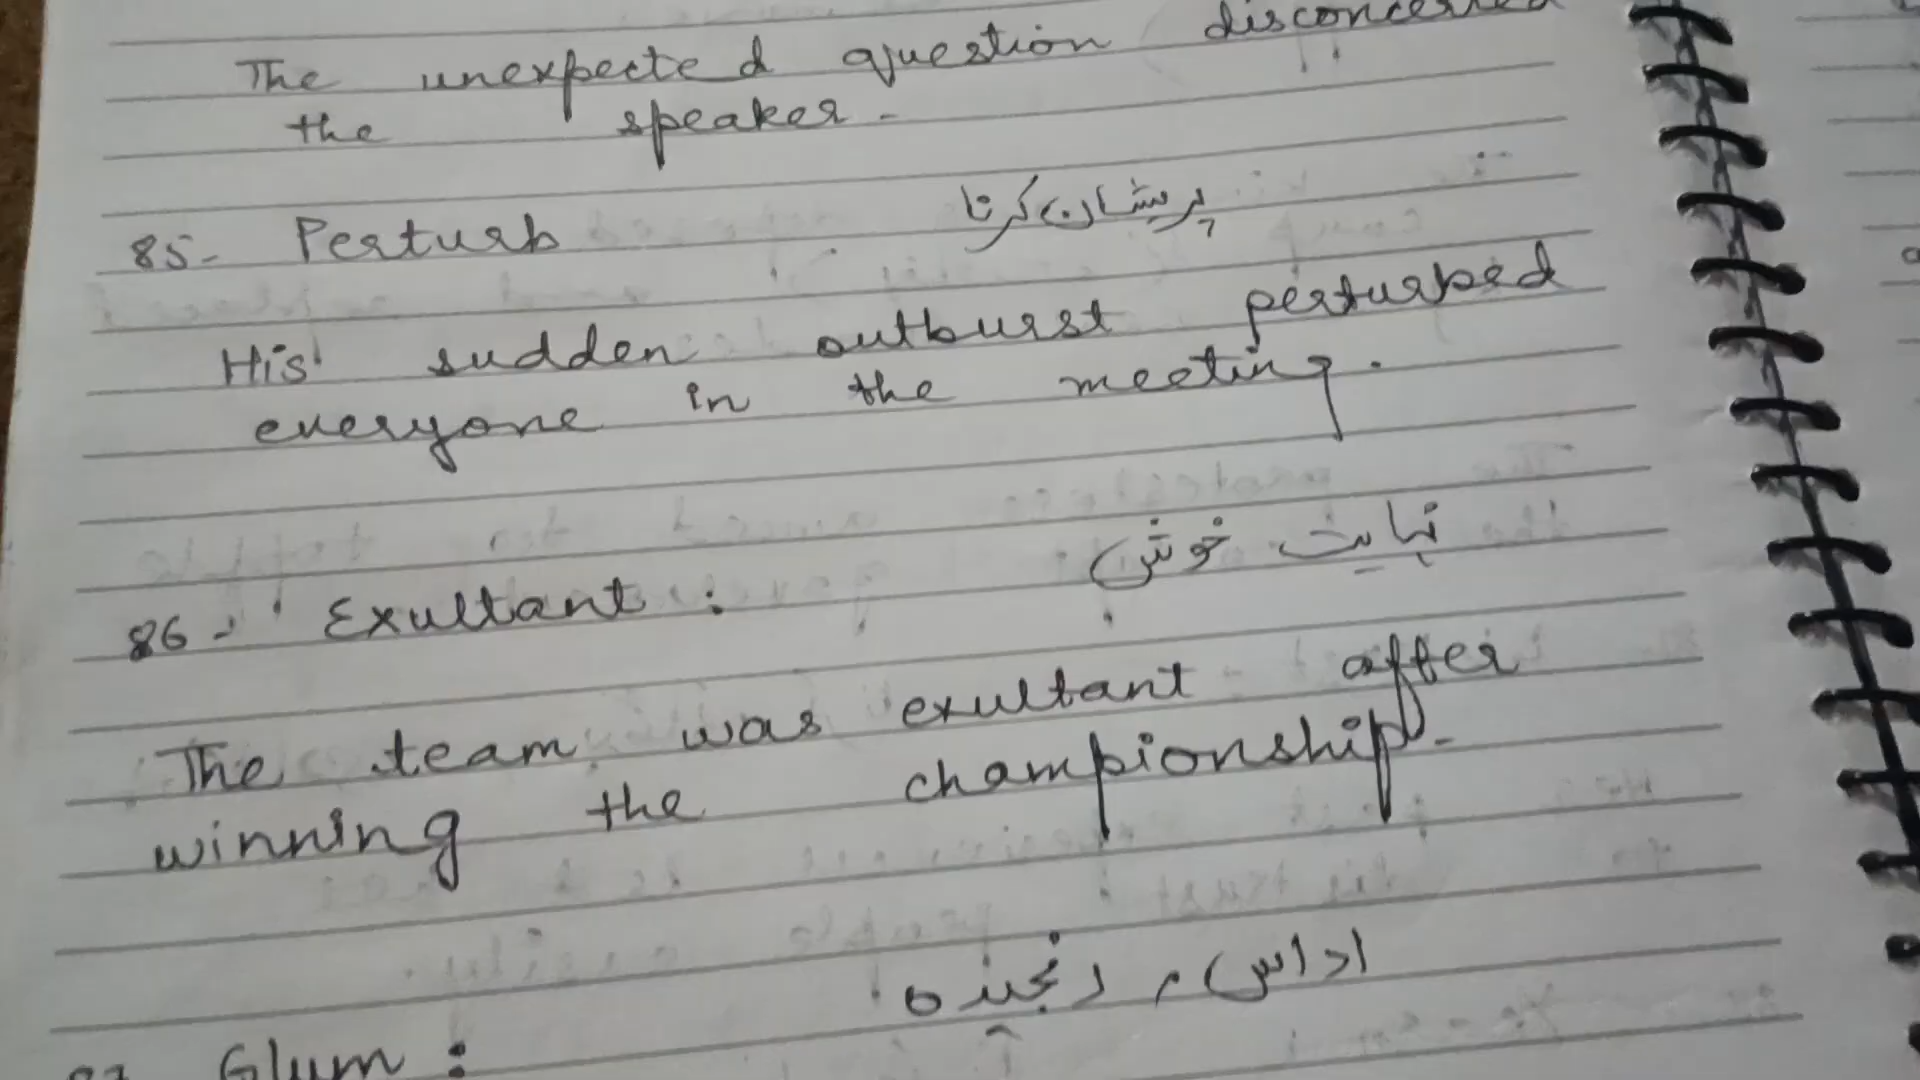 The unexpected question disconcerted
the speaker.
85- Perturb پریشان کرنا
His sudden outburst perturbed
everyone in the meeting.
86- Exultant : نہایت خوش
The team was exultant after
winning the championship.
اداس، رنجیدہ
87 Glum :